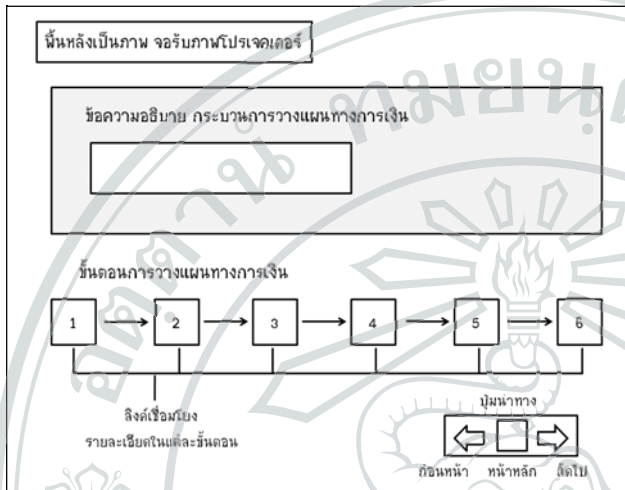 พื้นหลังเป็นภาพ จอรับภาพโปรเจคเตอร์
ข้อความอธิบาย กระบวนการวางแผนทางการเงิน
ขั้นตอนการวางแผนทางการเงิน
1 2 3 4 5 6
ลิงค์เชื่อมโยง
รายละเอียดในแต่ละขั้นตอน
ปุ่มนำทาง
ก่อนหน้า หน้าหลัก ถัดไป